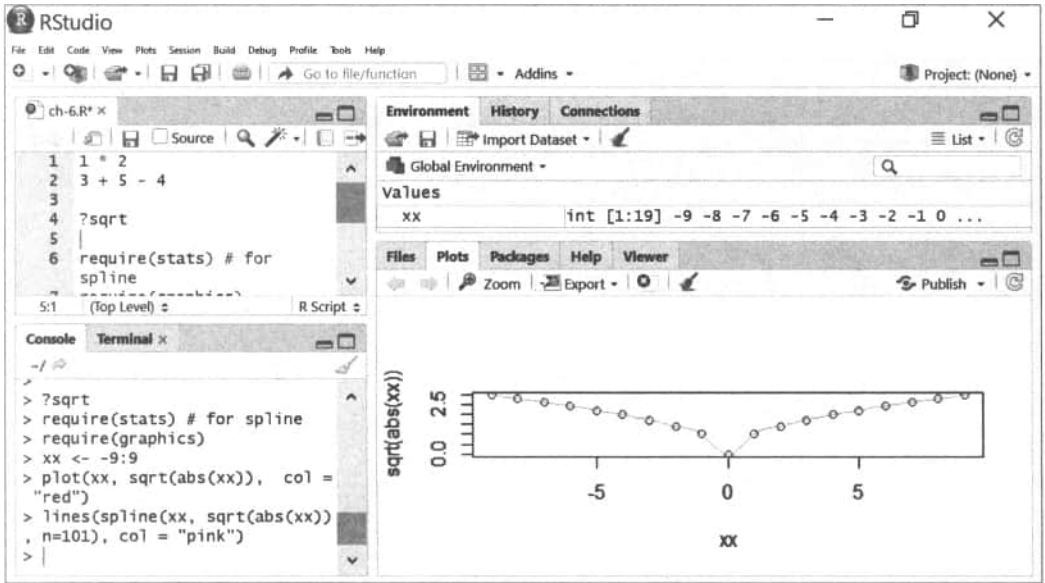 RStudio
File Edit Code View Plots Session Build Debug Profile Tools Help
Go to file/function Addins Project: (None)
ch-6.R* ×
Source
1 1 * 2
2 3 + 5 - 4
3
4 ?sqrt
5
6 require(stats) # for
spline
5:1 (Top Level) R Script
Console Terminal ×
~/
>
> ?sqrt
> require(stats) # for spline
> require(graphics)
> xx <- -9:9
> plot(xx, sqrt(abs(xx)),  col =
"red")
> lines(spline(xx, sqrt(abs(xx))
, n=101), col = "pink")
>
Environment History Connections
Import Dataset List
Global Environment
Values
xx int [1:19] -9 -8 -7 -6 -5 -4 -3 -2 -1 0 ...
Files Plots Packages Help Viewer
Zoom Export Publish
sqrt(abs(xx))
2.5
0.0
-5 0 5
xx